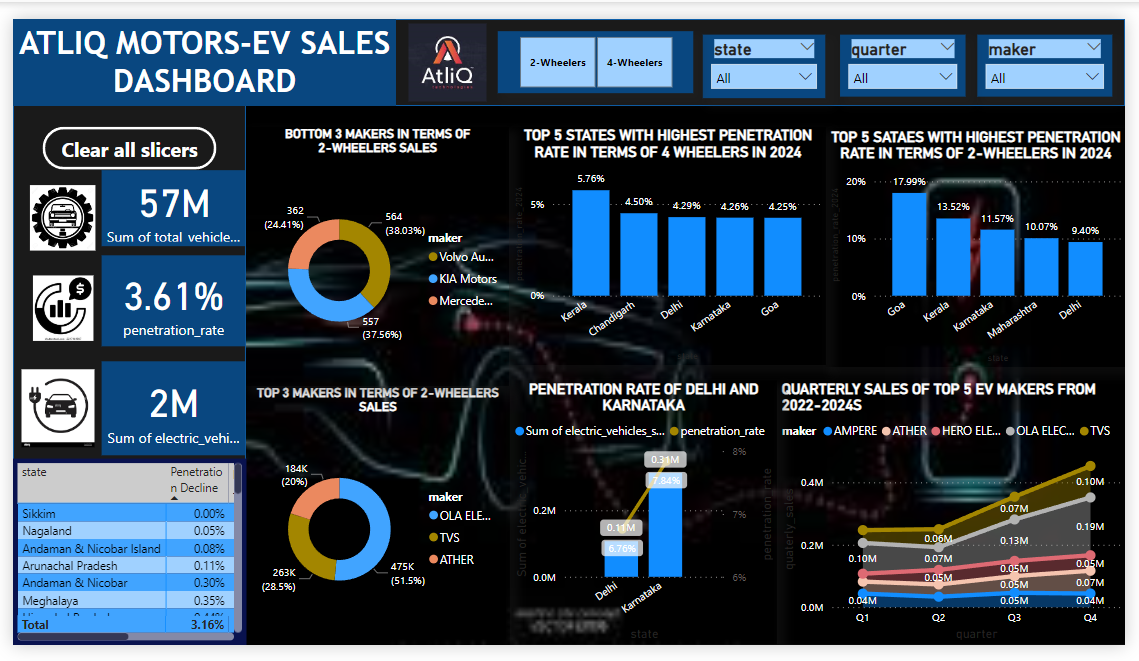 ATLIQ MOTORS-EV SALES
DASHBOARD
AtliQ
technologies
2-Wheelers
4-Wheelers
state
All
quarter
All
maker
All
Clear all slicers
57M
Sum of total vehicle...
3.61%
penetration_rate
2M
Sum of electric_vehi...
state
Penetratio
n Decline
Sikkim 0.00%
Nagaland 0.05%
Andaman & Nicobar Island 0.08%
Arunachal Pradesh 0.11%
Andaman & Nicobar 0.30%
Meghalaya 0.35%
Total 3.16%
BOTTOM 3 MAKERS IN TERMS OF
2-WHEELERS SALES
362
(24.41%)
564
(38.03%)
557
(37.56%)
maker
Volvo Au...
KIA Motors
Mercede...
TOP 5 STATES WITH HIGHEST PENETRATION
RATE IN TERMS OF 4 WHEELERS IN 2024
penetration_rate_2024
5%
0%
5.76%
4.50%
4.29%
4.26%
4.25%
Kerala
Chandigarh
Delhi
Karnataka
Goa
TOP 5 SATAES WITH HIGHEST PENETRATION
RATE IN TERMS OF 2-WHEELERS IN 2024
penetration_rate_2024
20%
10%
0%
17.99%
13.52%
11.57%
10.07%
9.40%
Goa
Kerala
Karnataka
Maharashtra
Delhi
state
TOP 3 MAKERS IN TERMS OF 2-WHEELERS
SALES
184K
(20%)
263K
(28.5%)
475K
(51.5%)
maker
OLA ELE...
TVS
ATHER
PENETRATION RATE OF DELHI AND
KARNATAKA
Sum of electric_vehicles_s...
penetration_rate
Sum of electric_vehic...
0.2M
0.0M
0.11M
6.76%
0.31M
7.84%
8%
7%
6%
penetration_rate
Delhi
Karnataka
state
QUARTERLY SALES OF TOP 5 EV MAKERS FROM
2022-2024S
maker AMPERE ATHER HERO ELE... OLA ELEC... TVS
quaterly_sales
0.4M
0.2M
0.0M
0.10M
0.04M
0.06M
0.07M
0.05M
0.07M
0.13M
0.05M
0.05M
0.05M
0.10M
0.19M
0.05M
0.07M
0.04M
Q1
Q2
Q3
Q4
quarter